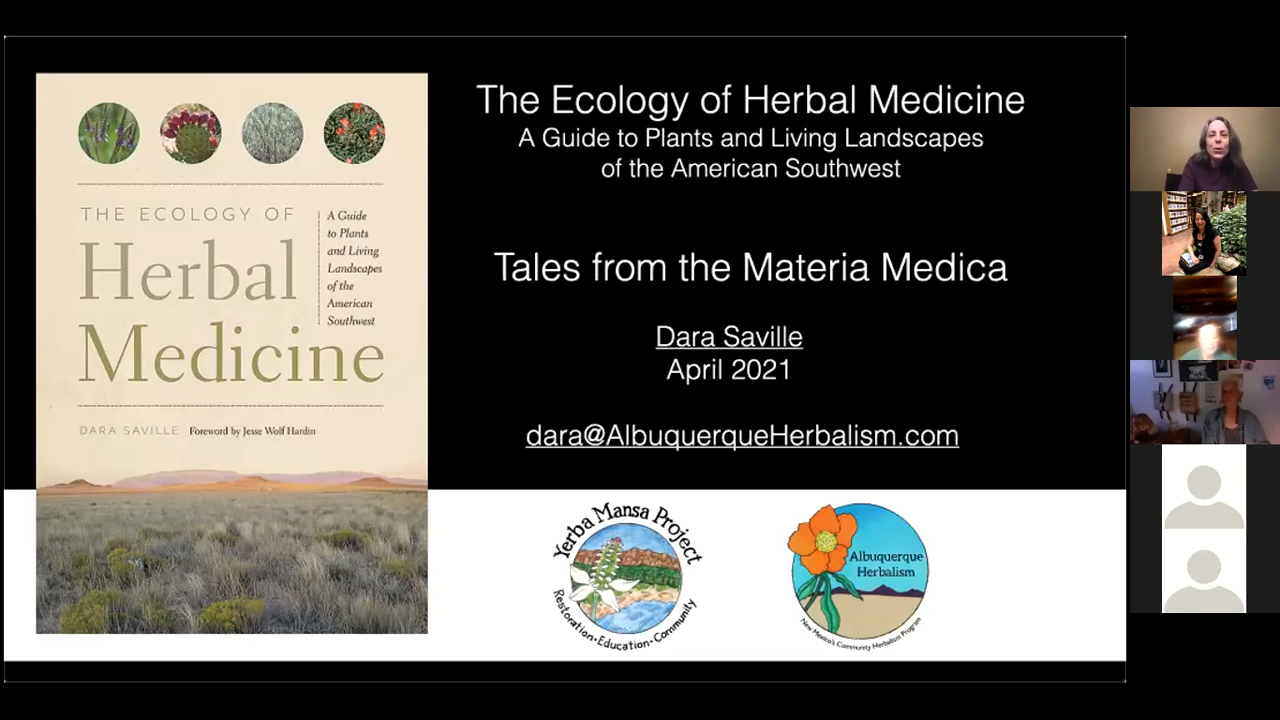 THE ECOLOGY OF
Herbal
Medicine
A Guide
to Plants
and Living
Landscapes
of the
American
Southwest
DARA SAVILLE Foreword by Jesse Wolf Hardin
The Ecology of Herbal Medicine
A Guide to Plants and Living Landscapes
of the American Southwest
Tales from the Materia Medica
Dara Saville
April 2021
dara@AlbuquerqueHerbalism.com
Yerba Mansa Project
Restoration•Education•Community
Albuquerque
Herbalism
New Mexico's Community Herbalism Program